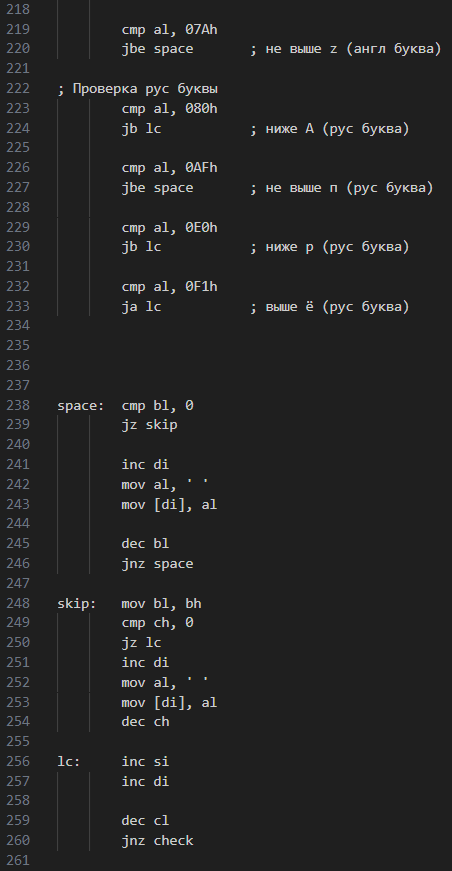 218
219 cmp al, 07Ah
220 jbe space ; не выше z (англ буква)
221
222 ; Проверка рус буквы
223 cmp al, 080h
224 jb lc ; ниже А (рус буква)
225
226 cmp al, 0AFh
227 jbe space ; не выше п (рус буква)
228
229 cmp al, 0E0h
230 jb lc ; ниже р (рус буква)
231
232 cmp al, 0F1h
233 ja lc ; выше ё (рус буква)
234
235
236
237
238 space: cmp bl, 0
239 jz skip
240
241 inc di
242 mov al, ' '
243 mov [di], al
244
245 dec bl
246 jnz space
247
248 skip: mov bl, bh
249 cmp ch, 0
250 jz lc
251 inc di
252 mov al, ' '
253 mov [di], al
254 dec ch
255
256 lc: inc si
257 inc di
258
259 dec cl
260 jnz check
261